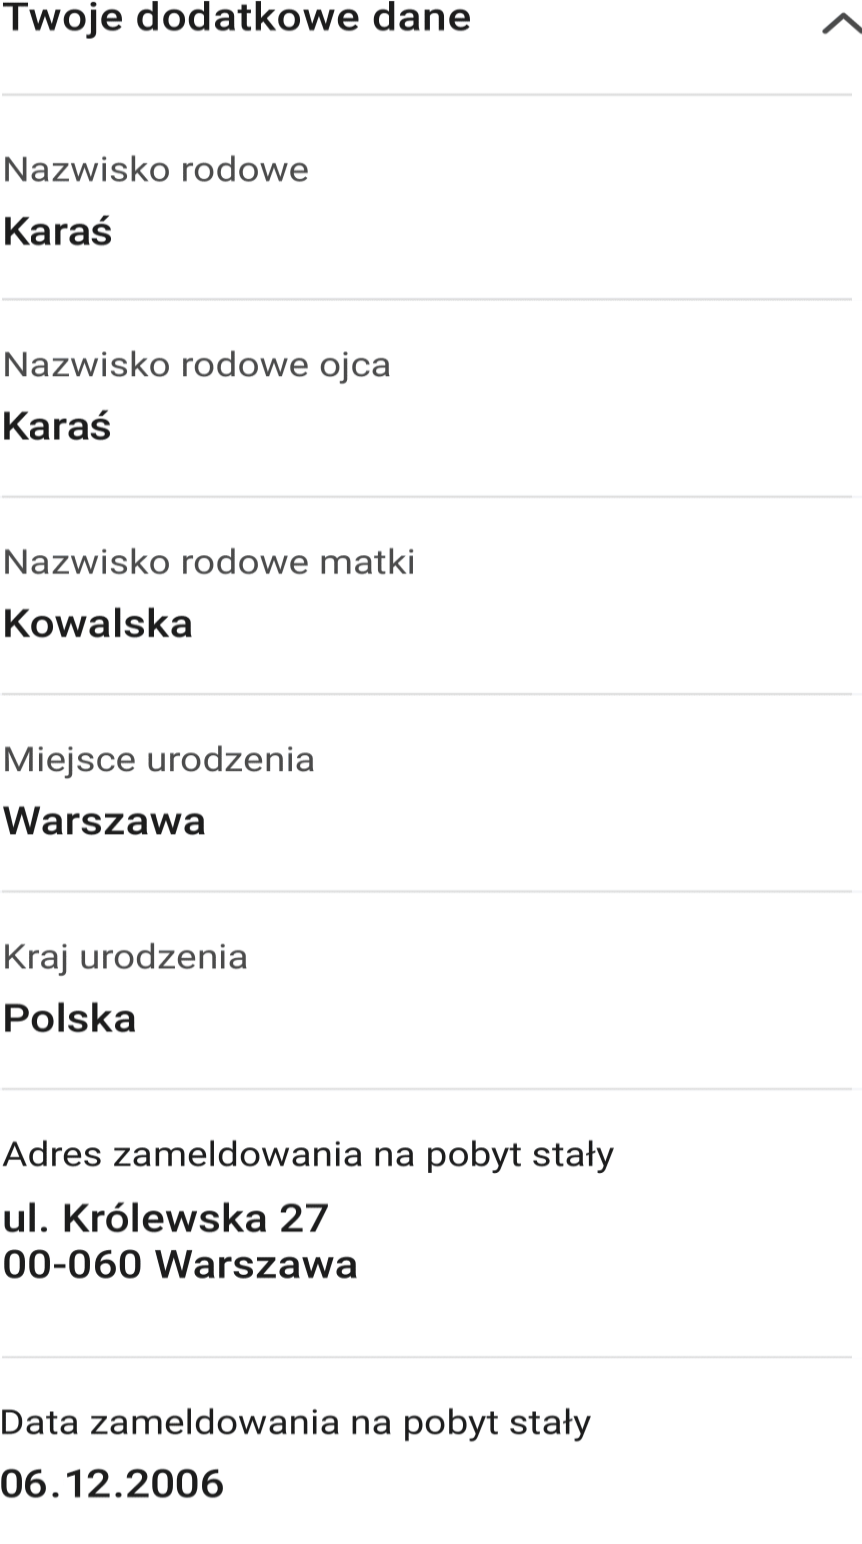 Twoje dodatkowe dane
Nazwisko rodowe
Karaś
Nazwisko rodowe ojca
Karaś
Nazwisko rodowe matki
Kowalska
Miejsce urodzenia
Warszawa
Kraj urodzenia
Polska
Adres zameldowania na pobyt stały
ul. Królewska 27
00-060 Warszawa
Data zameldowania na pobyt stały
06.12.2006